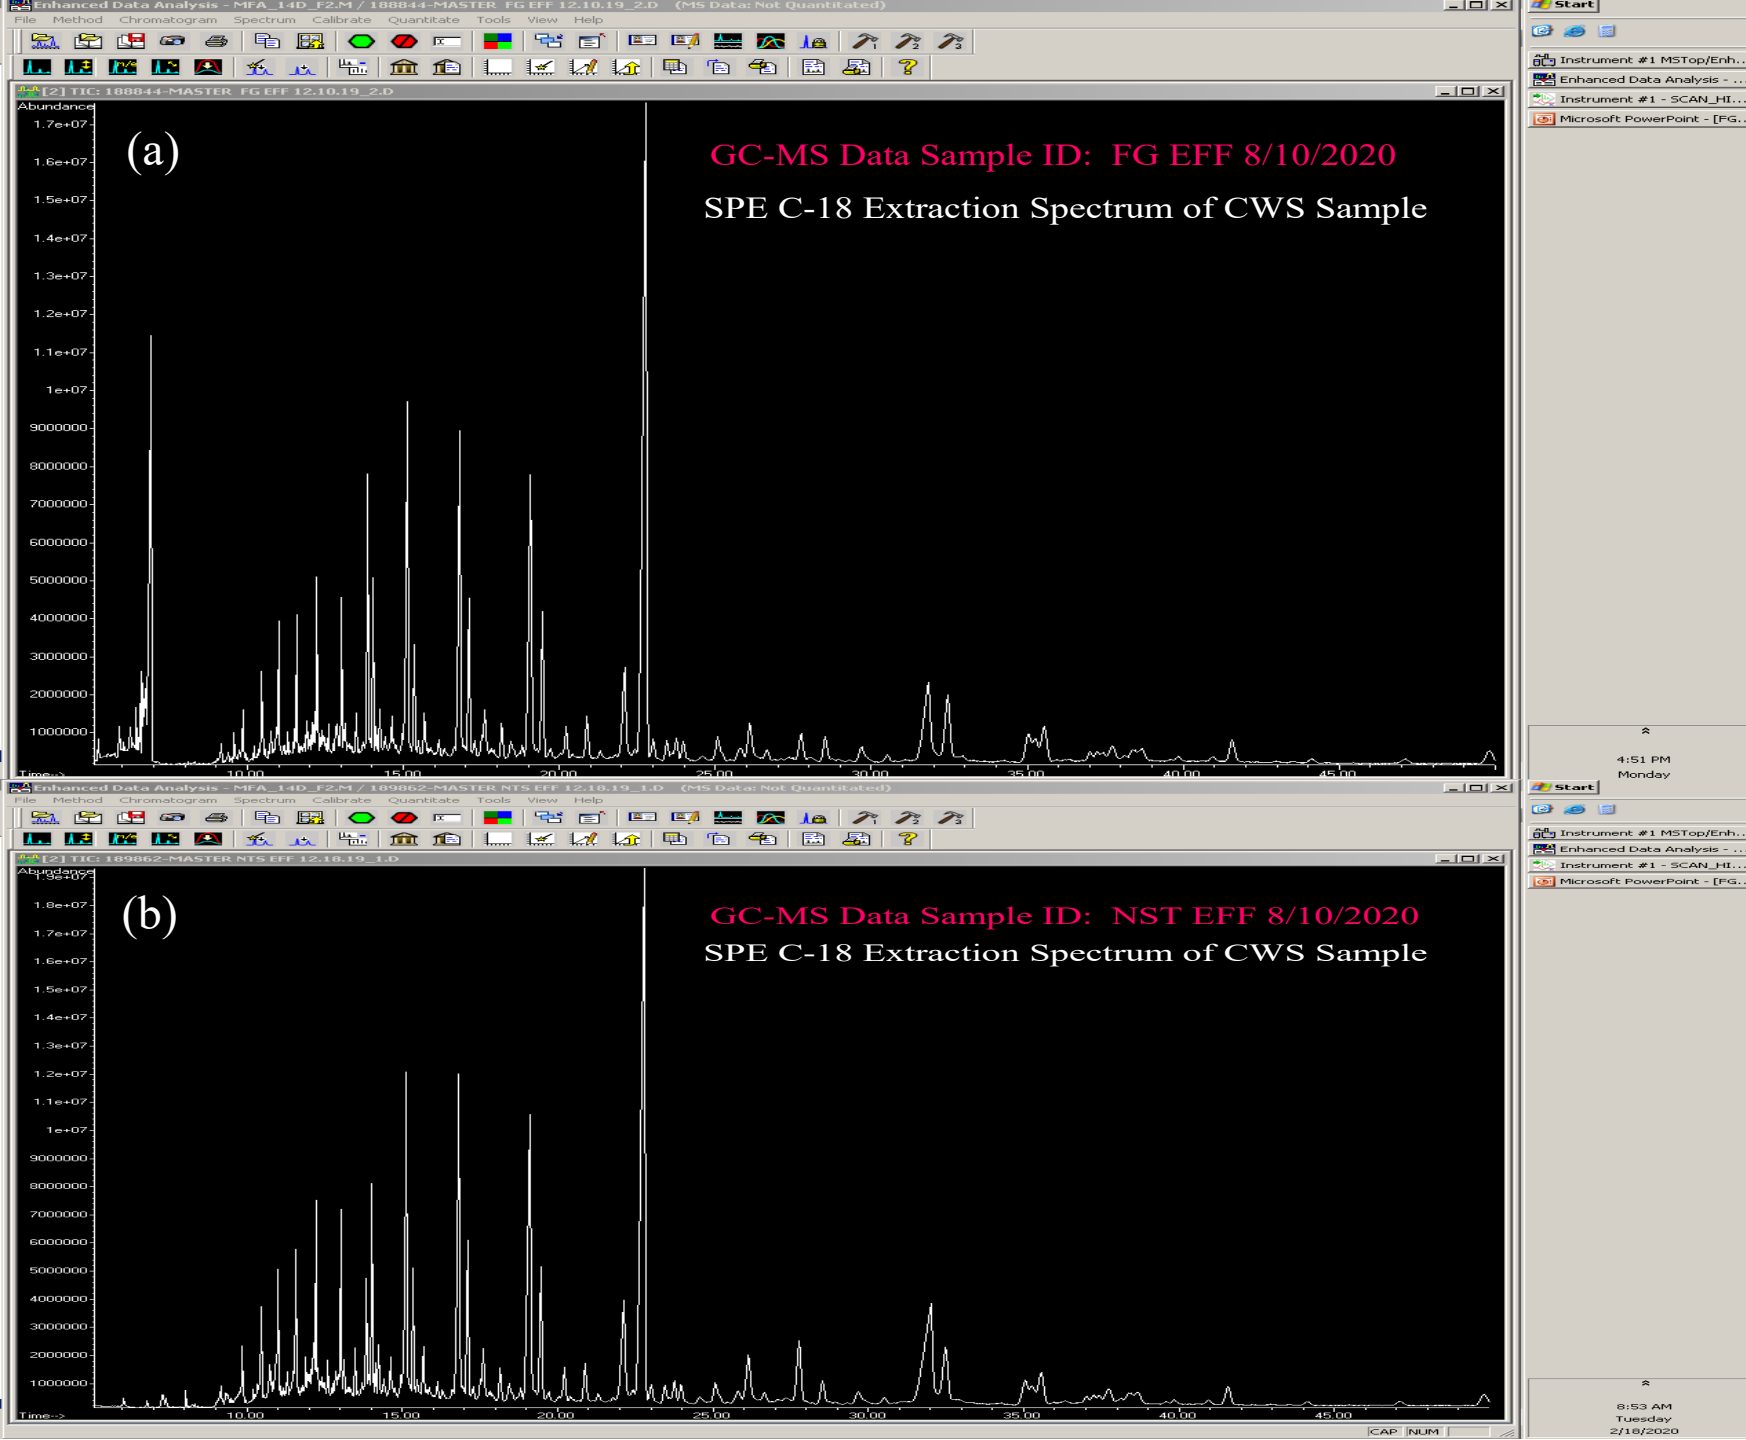 Enhanced Data Analysis - MFA_14D_F2.M / 188844-MASTER FG EFF 12.10.19_2.D (MS Data: Not Quantitated)
File Method Chromatogram Spectrum Calibrate Quantitate Tools View Help
[2] TIC: 188844-MASTER FG EFF 12.10.19_2.D
Abundance
(a)
GC-MS Data Sample ID: FG EFF 8/10/2020
SPE C-18 Extraction Spectrum of CWS Sample
1.7e+07
1.6e+07
1.5e+07
1.4e+07
1.3e+07
1.2e+07
1.1e+07
1e+07
9000000
8000000
7000000
6000000
5000000
4000000
3000000
2000000
1000000
Time-->
10.00 15.00 20.00 25.00 30.00 35.00 40.00 45.00
Start
Instrument #1 MSTop/Enh...
Enhanced Data Analysis - ...
Instrument #1 - SCAN_HI...
Microsoft PowerPoint - [FG...
4:51 PM
Monday
Enhanced Data Analysis - MFA_14D_F2.M / 189862-MASTER NTS EFF 12.18.19_1.D (MS Data: Not Quantitated)
File Method Chromatogram Spectrum Calibrate Quantitate Tools View Help
[2] TIC: 189862-MASTER NTS EFF 12.18.19_1.D
Abundance
(b)
GC-MS Data Sample ID: NST EFF 8/10/2020
SPE C-18 Extraction Spectrum of CWS Sample
1.9e+07
1.8e+07
1.7e+07
1.6e+07
1.5e+07
1.4e+07
1.3e+07
1.2e+07
1.1e+07
1e+07
9000000
8000000
7000000
6000000
5000000
4000000
3000000
2000000
1000000
Time-->
10.00 15.00 20.00 25.00 30.00 35.00 40.00 45.00
CAP NUM
Start
Instrument #1 MSTop/Enh...
Enhanced Data Analysis - ...
Instrument #1 - SCAN_HI...
Microsoft PowerPoint - [FG...
8:53 AM
Tuesday
2/18/2020